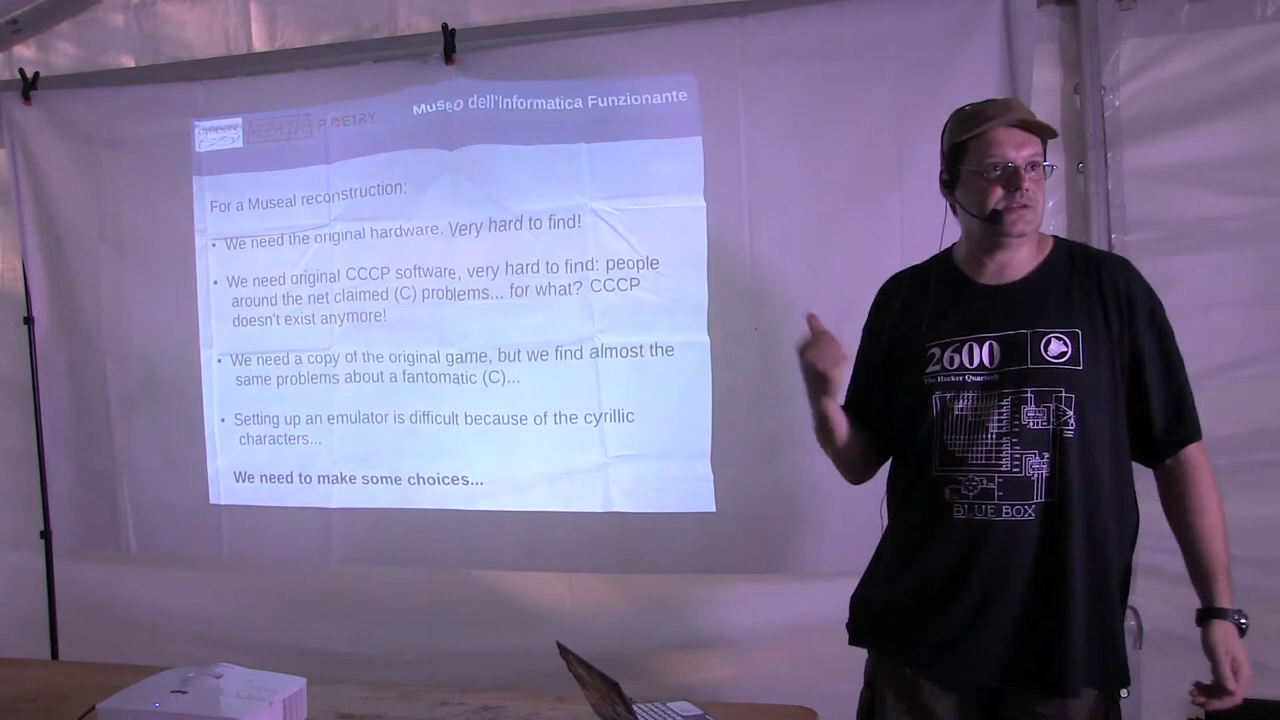 POETRY
Museo dell'Informatica Funzionante
For a Museal reconstruction:
• We need the original hardware. Very hard to find!
• We need original CCCP software, very hard to find: people
around the net claimed (C) problems... for what? CCCP
doesn't exist anymore!
• We need a copy of the original game, but we find almost the
same problems about a fantomatic (C)...
• Setting up an emulator is difficult because of the cyrillic
characters...
We need to make some choices...
2600
The Hacker Quarterly
BLUE BOX